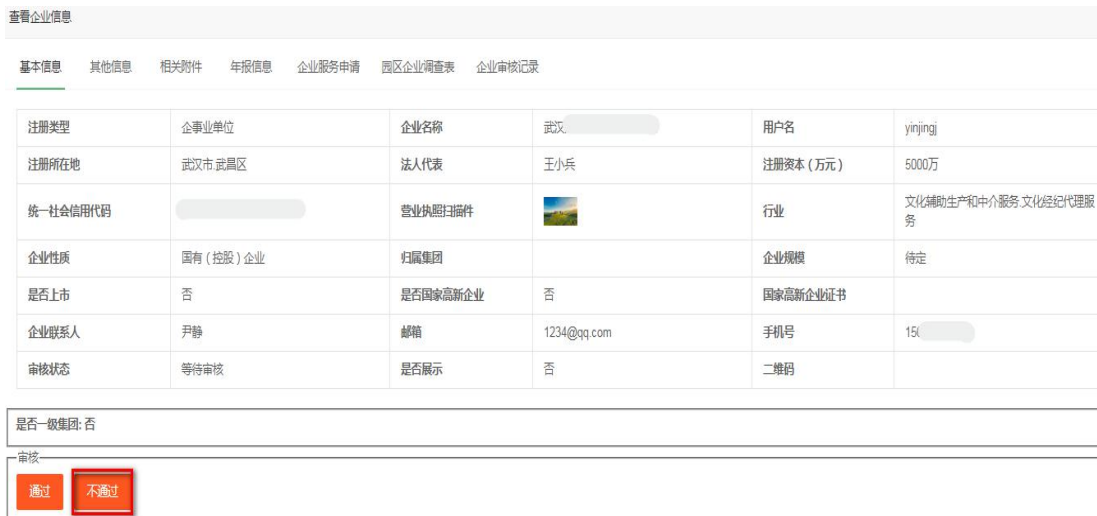 查看企业信息
基本信息 其他信息 相关附件 年报信息 企业服务申请 园区企业调查表 企业审核记录
注册类型 企事业单位 企业名称 武汉 用户名 yinjingj
注册所在地 武汉市.武昌区 法人代表 王小兵 注册资本(万元) 5000万
统一社会信用代码 营业执照扫描件 行业 文化辅助生产和中介服务.文化经纪代理服
务
企业性质 国有(控股)企业 归属集团 企业规模 待定
是否上市 否 是否国家高新企业 否 国家高新企业证书
企业联系人 尹静 邮箱 1234@qq.com 手机号 150
审核状态 等待审核 是否展示 否 二维码
是否一级集团: 否
审核
通过 不通过